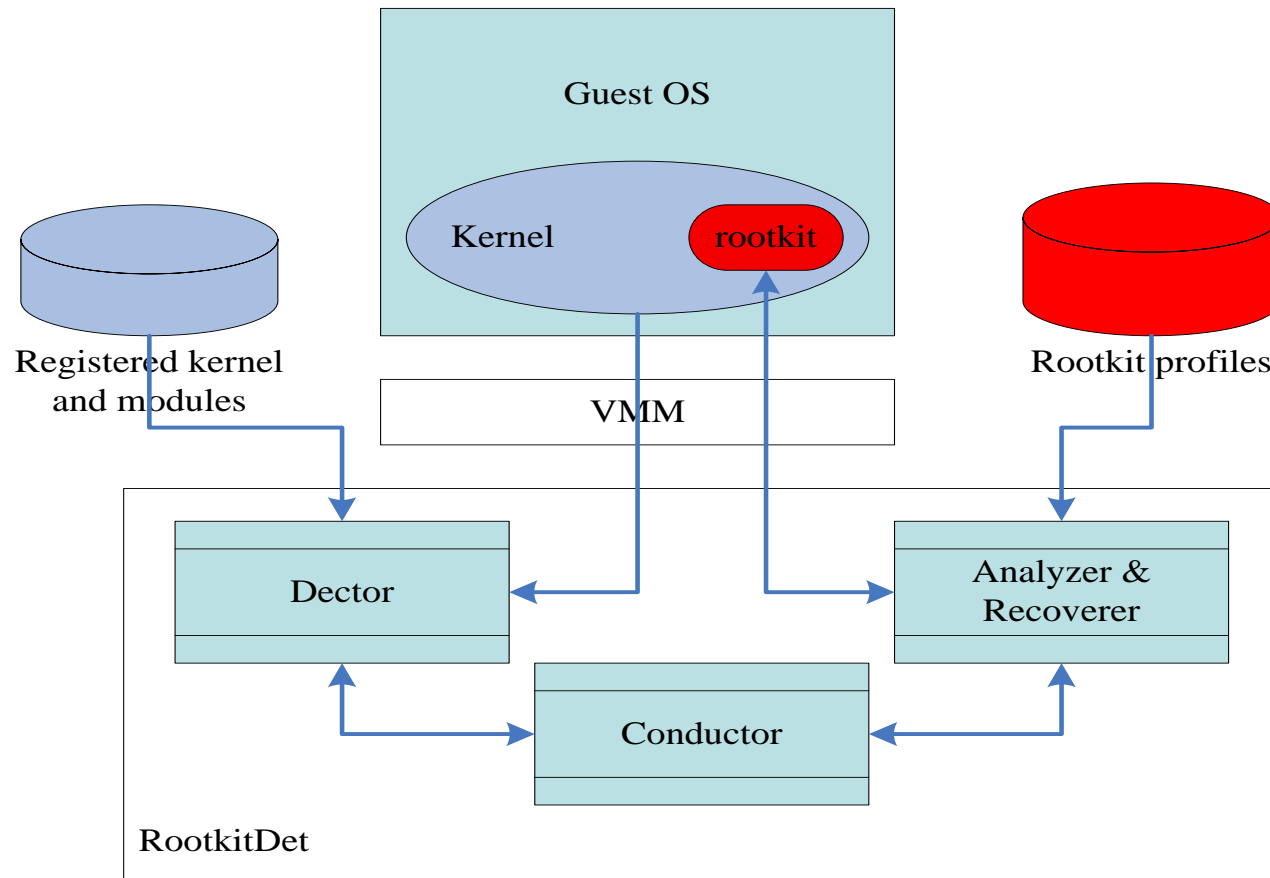 Guest OS
Kernel
rootkit
Registered kernel
and modules
Rootkit profiles
VMM
Dector
Analyzer &
Recoverer
Conductor
RootkitDet